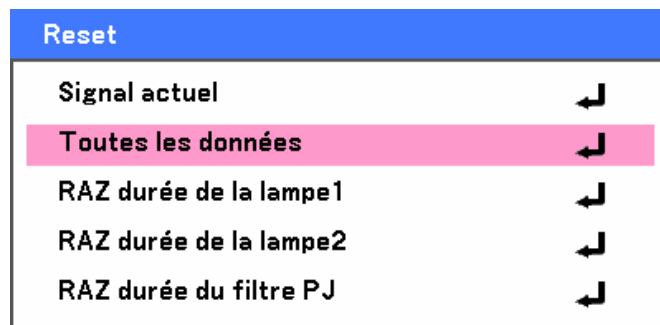 Reset
Signal actuel
Toutes les données
RAZ durée de la lampe1
RAZ durée de la lampe2
RAZ durée du filtre PJ